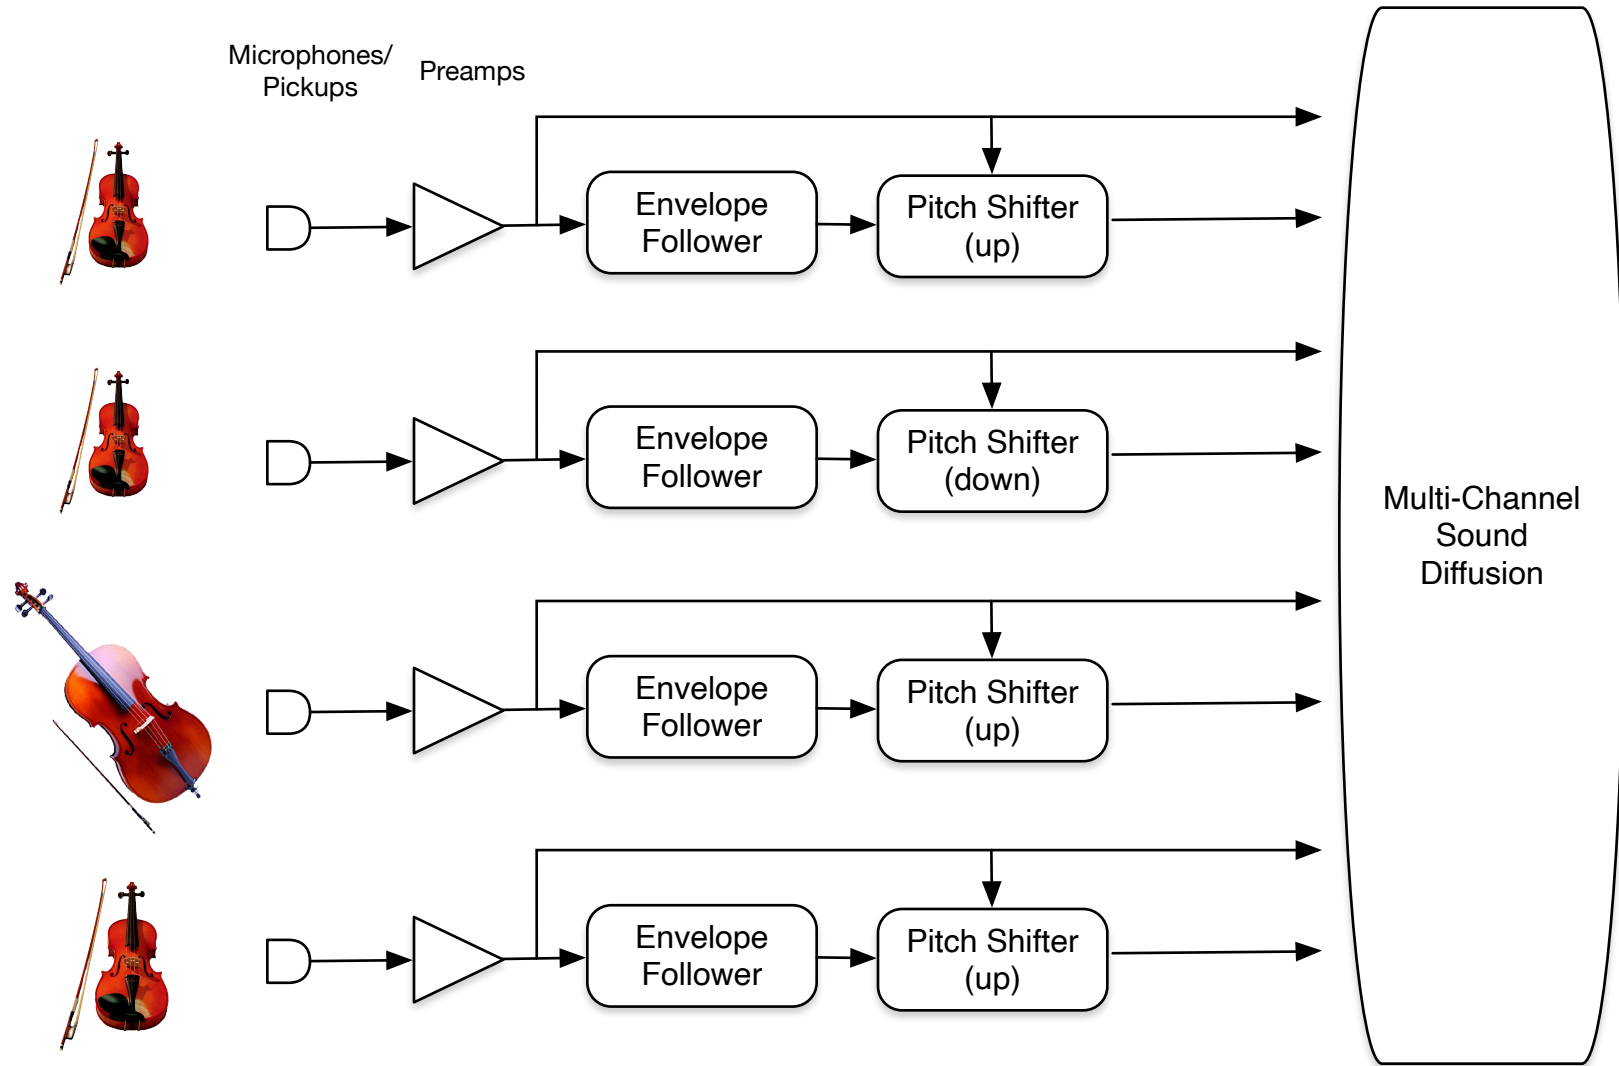 Microphones/
Pickups
Preamps
Envelope
Follower
Pitch Shifter
(up)
Envelope
Follower
Pitch Shifter
(down)
Multi-Channel
Sound
Diffusion
Envelope
Follower
Pitch Shifter
(up)
Envelope
Follower
Pitch Shifter
(up)